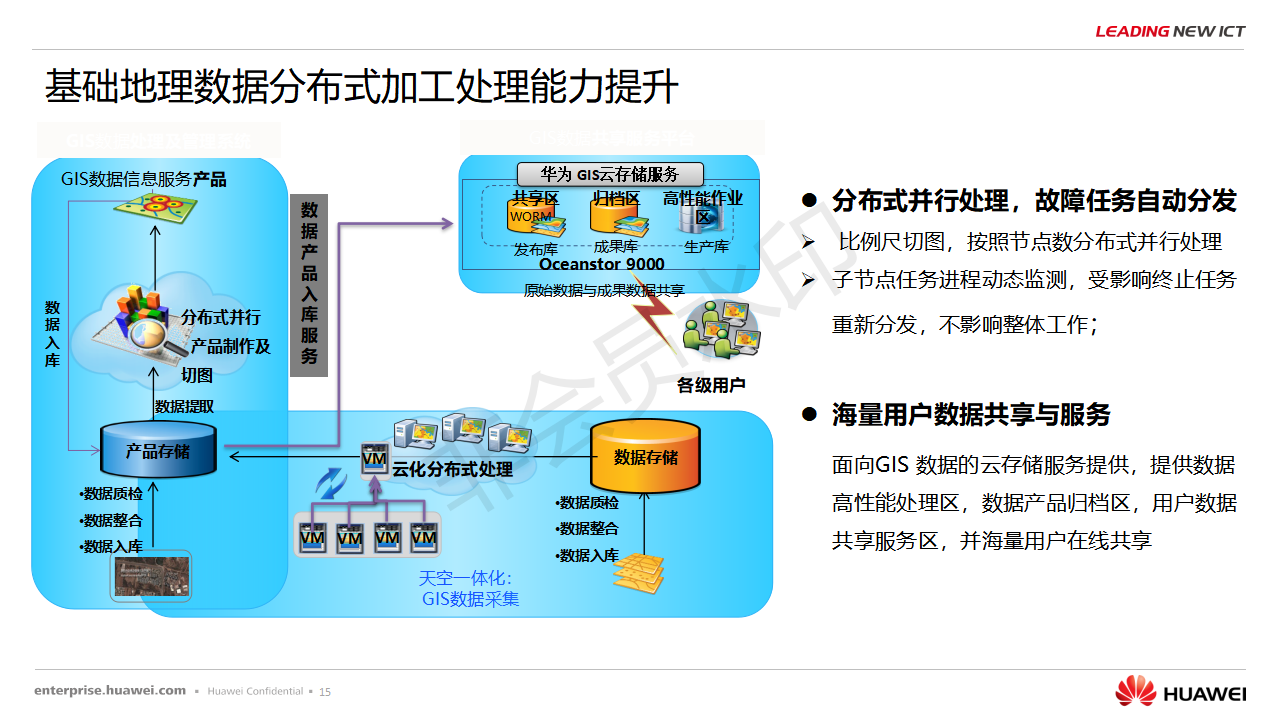 LEADING NEW ICT
基础地理数据分布式加工处理能力提升
GIS数据信息服务产品
数据入库
分布式并行
产品制作及
切图
数据提取
产品存储
•数据质检
•数据整合
•数据入库
数据产品入库服务
华为 GIS云存储服务
共享区
归档区
高性能作业区
WORM
发布库
成果库
生产库
Oceanstor 9000
原始数据与成果数据共享
各级用户
VM
云化分布式处理
数据存储
VM VM VM VM
•数据质检
•数据整合
•数据入库
天空一体化：
GIS数据采集
● 分布式并行处理，故障任务自动分发
➢ 比例尺切图，按照节点数分布式并行处理
➢ 子节点任务进程动态监测，受影响终止任务
重新分发，不影响整体工作；
● 海量用户数据共享与服务
面向GIS 数据的云存储服务提供，提供数据
高性能处理区，数据产品归档区，用户数据
共享服务区，并海量用户在线共享
非会员水印
enterprise.huawei.com ▪ Huawei Confidential ▪ 15
HUAWEI